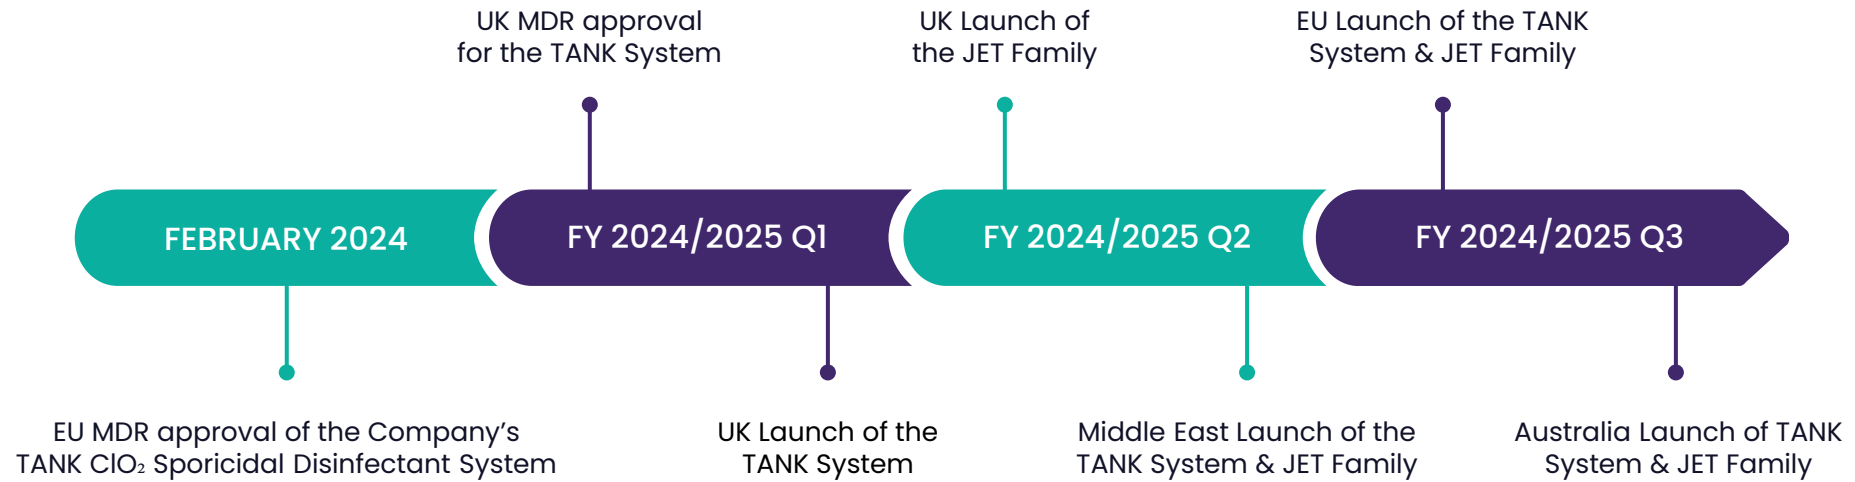 UK MDR approval
for the TANK System
UK Launch of
the JET Family
EU Launch of the TANK
System & JET Family
FEBRUARY 2024
FY 2024/2025 Q1
FY 2024/2025 Q2
FY 2024/2025 Q3
EU MDR approval of the Company’s
TANK ClO₂ Sporicidal Disinfectant System
UK Launch of the
TANK System
Middle East Launch of the
TANK System & JET Family
Australia Launch of TANK
System & JET Family